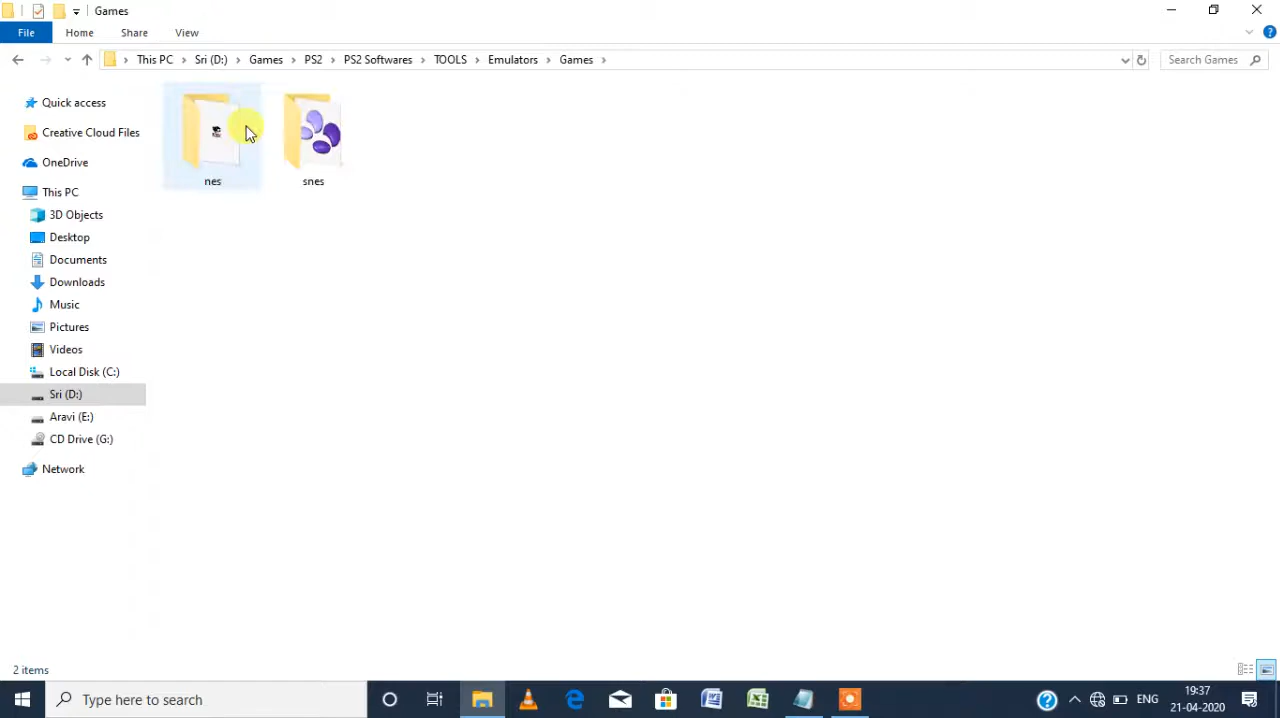 Games
File Home Share View
This PC Sri (D:) Games PS2 PS2 Softwares TOOLS Emulators Games
Search Games
Quick access
Creative Cloud Files
OneDrive
This PC
3D Objects
Desktop
Documents
Downloads
Music
Pictures
Videos
Local Disk (C:)
Sri (D:)
Aravi (E:)
CD Drive (G:)
Network
nes
snes
2 items
Type here to search
ENG
19:37
21-04-2020